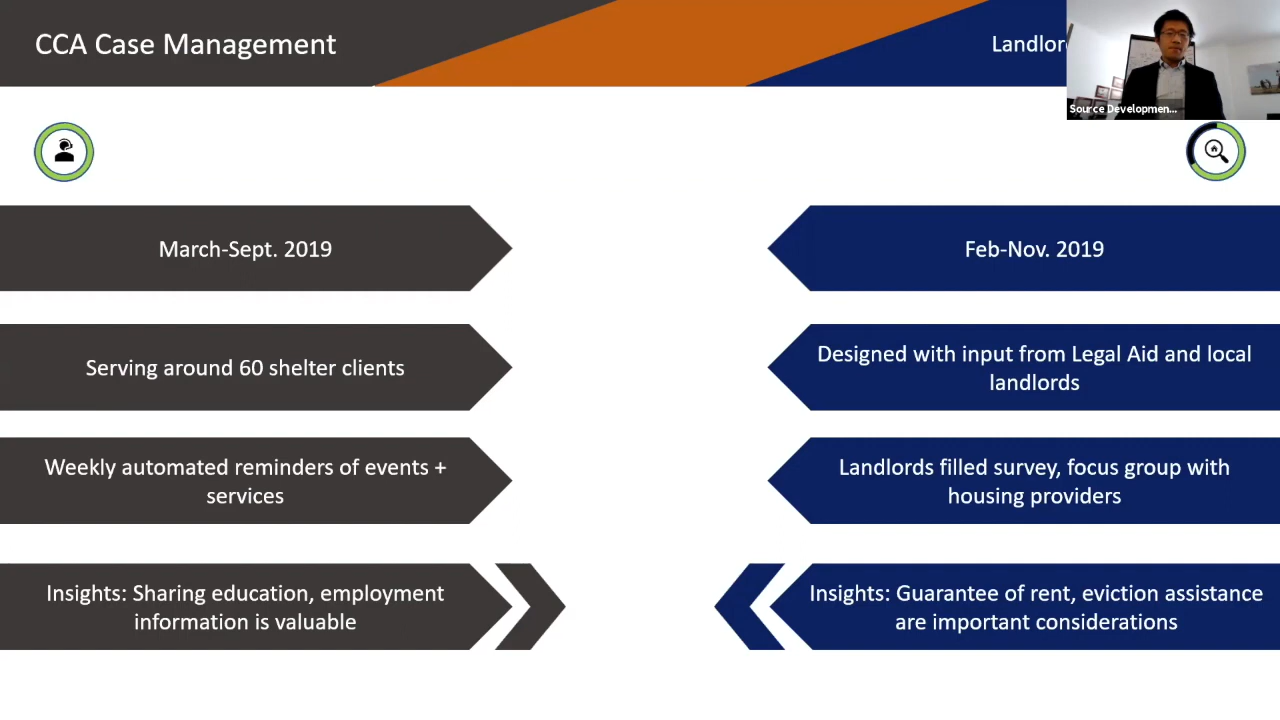 CCA Case Management
March-Sept. 2019
Serving around 60 shelter clients
Weekly automated reminders of events +
services
Insights: Sharing education, employment
information is valuable
Source Developmen...
Feb-Nov. 2019
Designed with input from Legal Aid and local
landlords
Landlords filled survey, focus group with
housing providers
Insights: Guarantee of rent, eviction assistance
are important considerations